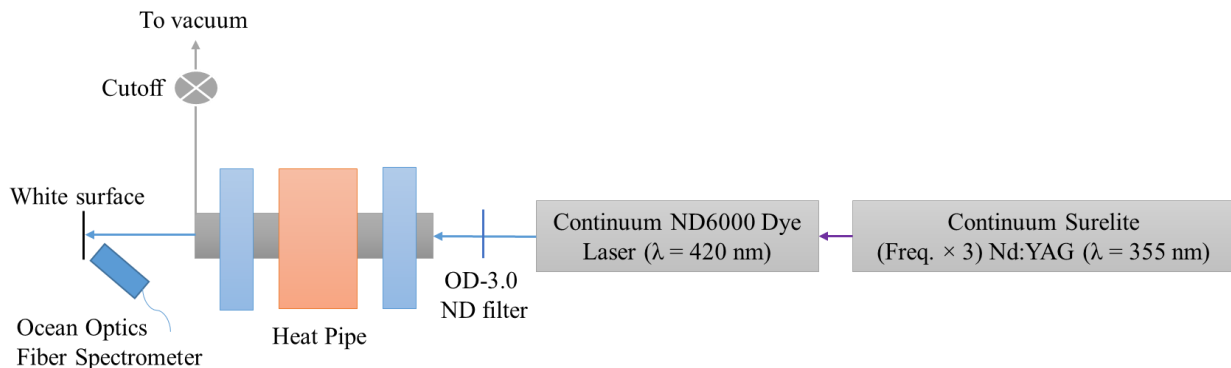 To vacuum
Cutoff
White surface
Continuum ND6000 Dye
Laser (λ = 420 nm)
Continuum Surelite
(Freq. × 3) Nd:YAG (λ = 355 nm)
OD-3.0
ND filter
Ocean Optics
Fiber Spectrometer
Heat Pipe